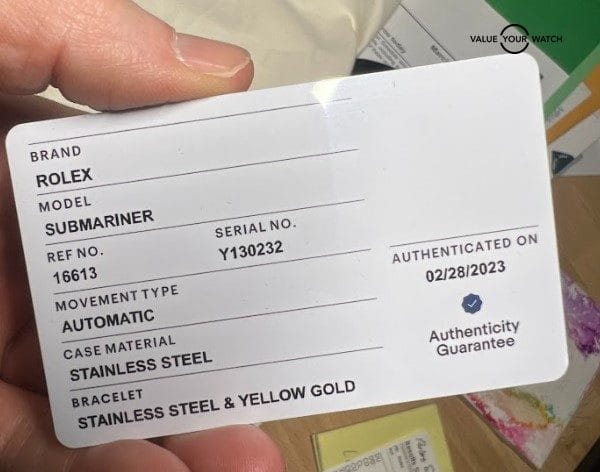 VALUE YOUR WATCH
BRAND
ROLEX
MODEL
SUBMARINER
REF NO.
SERIAL NO.
16613
Y130232
MOVEMENT TYPE
AUTOMATIC
CASE MATERIAL
STAINLESS STEEL
BRACELET
STAINLESS STEEL & YELLOW GOLD
AUTHENTICATED ON
02/28/2023
Authenticity
Guarantee